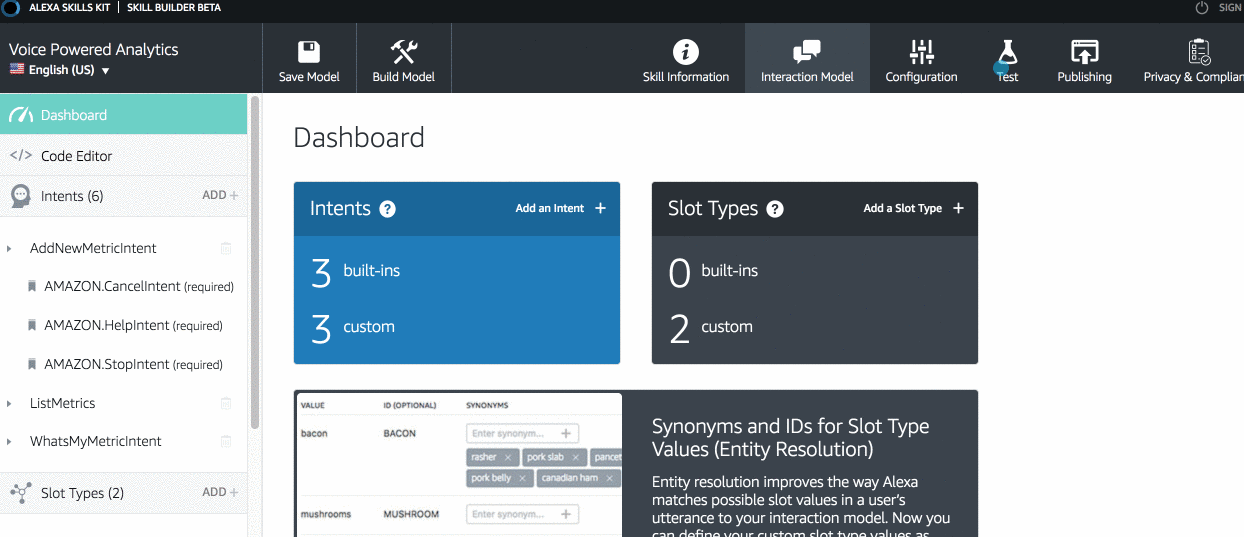 ALEXA SKILLS KIT | SKILL BUILDER BETA
SIGN
Voice Powered Analytics
English (US)
Save Model
Build Model
Skill Information
Interaction Model
Configuration
Test
Publishing
Privacy & Complian
Dashboard
Code Editor
Intents (6)
ADD +
AddNewMetricIntent
AMAZON.CancelIntent (required)
AMAZON.HelpIntent (required)
AMAZON.StopIntent (required)
ListMetrics
WhatsMyMetricIntent
Slot Types (2)
ADD +
Dashboard
Intents ?
Add an Intent +
3 built-ins
3 custom
Slot Types ?
Add a Slot Type +
0 built-ins
2 custom
VALUE ID (OPTIONAL) SYNONYMS
bacon BACON Enter synonym... +
rasher × pork slab × pancet
pork belly × canadian ham ×
mushrooms MUSHROOM Enter synonym... +
Synonyms and IDs for Slot Type
Values (Entity Resolution)
Entity resolution improves the way Alexa
matches possible slot values in a user's
utterance to your interaction model. Now you
can define your custom slot type values as